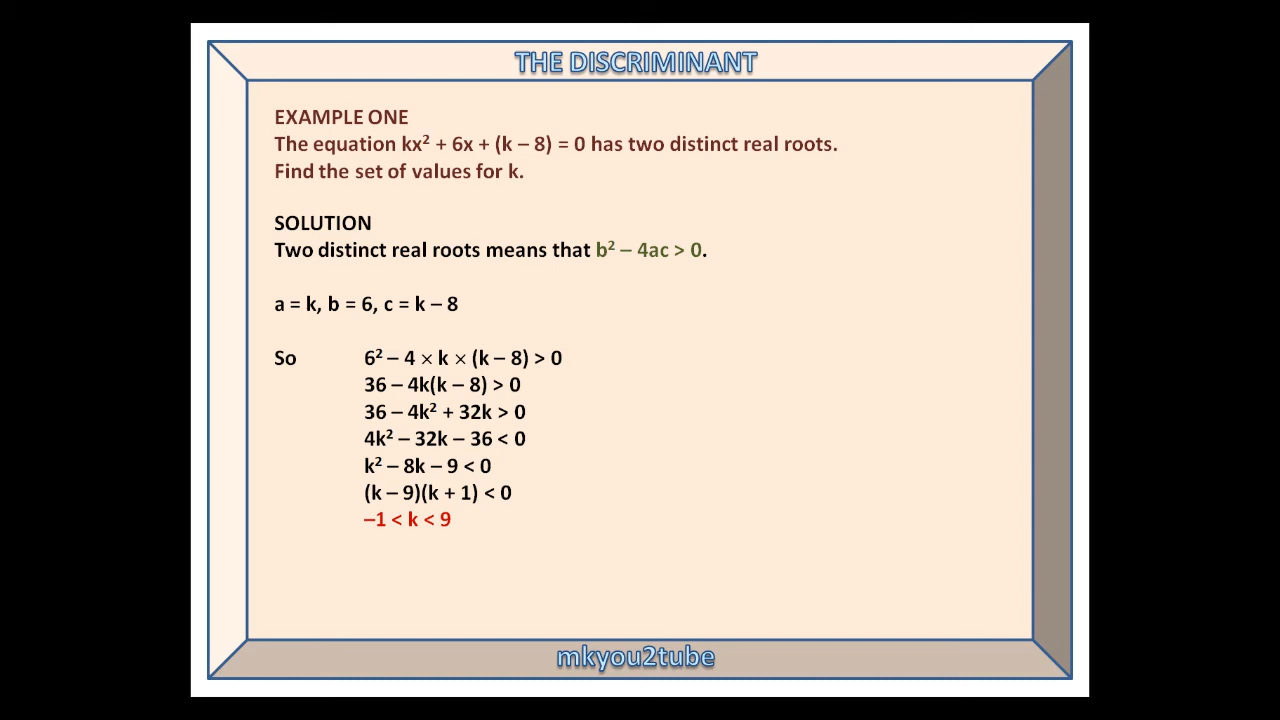 THE DISCRIMINANT
EXAMPLE ONE
The equation kx² + 6x + (k – 8) = 0 has two distinct real roots.
Find the set of values for k.
SOLUTION
Two distinct real roots means that b² – 4ac > 0.
a = k, b = 6, c = k – 8
So 6² – 4 × k × (k – 8) > 0
36 – 4k(k – 8) > 0
36 – 4k² + 32k > 0
4k² – 32k – 36 < 0
k² – 8k – 9 < 0
(k – 9)(k + 1) < 0
–1 < k < 9
mkyou2tube